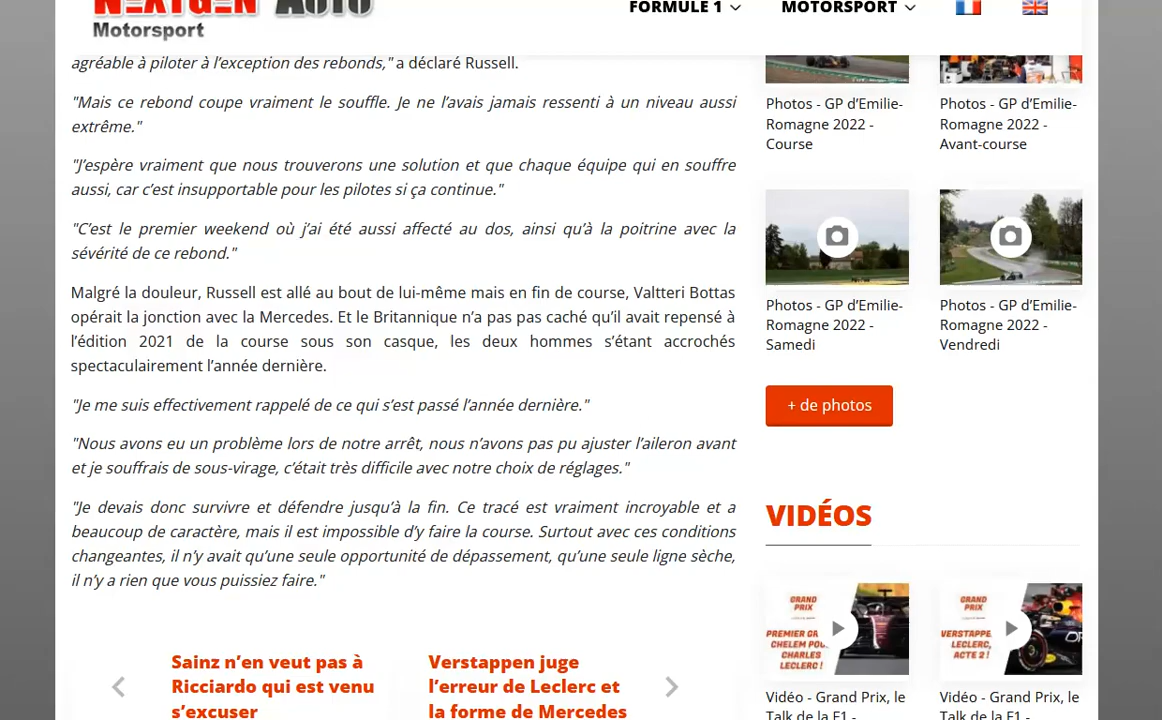 NEXTGEN AUTO
Motorsport
FORMULE 1
MOTORSPORT
agréable à piloter à l’exception des rebonds," a déclaré Russell.
"Mais ce rebond coupe vraiment le souffle. Je ne l’avais jamais ressenti à un niveau aussi
extrême."
"J’espère vraiment que nous trouverons une solution et que chaque équipe qui en souffre
aussi, car c’est insupportable pour les pilotes si ça continue."
"C’est le premier weekend où j’ai été aussi affecté au dos, ainsi qu’à la poitrine avec la
sévérité de ce rebond."
Malgré la douleur, Russell est allé au bout de lui-même mais en fin de course, Valtteri Bottas
opérait la jonction avec la Mercedes. Et le Britannique n’a pas pas caché qu’il avait repensé à
l’édition 2021 de la course sous son casque, les deux hommes s’étant accrochés
spectaculairement l’année dernière.
"Je me suis effectivement rappelé de ce qui s’est passé l’année dernière."
"Nous avons eu un problème lors de notre arrêt, nous n’avons pas pu ajuster l’aileron avant
et je souffrais de sous-virage, c’était très difficile avec notre choix de réglages."
"Je devais donc survivre et défendre jusqu’à la fin. Ce tracé est vraiment incroyable et a
beaucoup de caractère, mais il est impossible d’y faire la course. Surtout avec ces conditions
changeantes, il n’y avait qu’une seule opportunité de dépassement, qu’une seule ligne sèche,
il n’y a rien que vous puissiez faire."
Sainz n’en veut pas à
Ricciardo qui est venu
s’excuser
Verstappen juge
l’erreur de Leclerc et
la forme de Mercedes
Photos - GP d’Emilie-
Romagne 2022 -
Course
Photos - GP d’Emilie-
Romagne 2022 -
Avant-course
Photos - GP d’Emilie-
Romagne 2022 -
Samedi
Photos - GP d’Emilie-
Romagne 2022 -
Vendredi
+ de photos
VIDÉOS
GRAND
PRIX
PREMIER GR
CHELEM POU
CHARLES
LECLERC !
GRAND
PRIX
VERSTAPPE
LECLERC,
ACTE 2 !
Vidéo - Grand Prix, le
Talk de la F1 -
Vidéo - Grand Prix, le
Talk de la F1 -